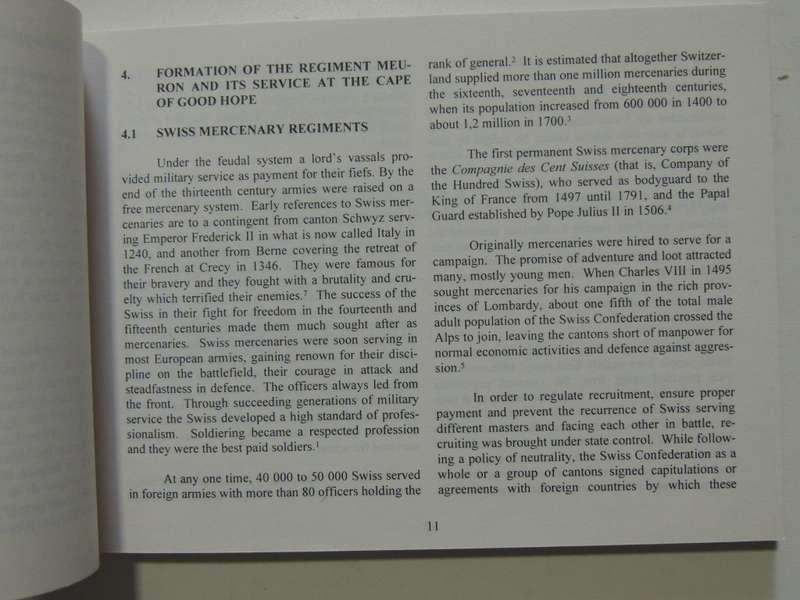 4. FORMATION OF THE REGIMENT MEU-
RON AND ITS SERVICE AT THE CAPE
OF GOOD HOPE
4.1 SWISS MERCENARY REGIMENTS
Under the feudal system a lord's vassals pro-
vided military service as payment for their fiefs. By the
end of the thirteenth century armies were raised on a
free mercenary system. Early references to Swiss mer-
cenaries are to a contingent from canton Schwyz serv-
ing Emperor Frederick II in what is now called Italy in
1240, and another from Berne covering the retreat of
the French at Crecy in 1346. They were famous for
their bravery and they fought with a brutality and cru-
elty which terrified their enemies.⁷ The success of the
Swiss in their fight for freedom in the fourteenth and
fifteenth centuries made them much sought after as
mercenaries. Swiss mercenaries were soon serving in
most European armies, gaining renown for their disci-
pline on the battlefield, their courage in attack and
steadfastness in defence. The officers always led from
the front. Through succeeding generations of military
service the Swiss developed a high standard of profes-
sionalism. Soldiering became a respected profession
and they were the best paid soldiers.¹
At any one time, 40 000 to 50 000 Swiss served
in foreign armies with more than 80 officers holding the
rank of general.² It is estimated that altogether Switzer-
land supplied more than one million mercenaries during
the sixteenth, seventeenth and eighteenth centuries,
when its population increased from 600 000 in 1400 to
about 1,2 million in 1700.³
The first permanent Swiss mercenary corps were
the Compagnie des Cent Suisses (that is, Company of
the Hundred Swiss), who served as bodyguard to the
King of France from 1497 until 1791, and the Papal
Guard established by Pope Julius II in 1506.⁴
Originally mercenaries were hired to serve for a
campaign. The promise of adventure and loot attracted
many, mostly young men. When Charles VIII in 1495
sought mercenaries for his campaign in the rich prov-
inces of Lombardy, about one fifth of the total male
adult population of the Swiss Confederation crossed the
Alps to join, leaving the cantons short of manpower for
normal economic activities and defence against aggres-
sion.⁵
In order to regulate recruitment, ensure proper
payment and prevent the recurrence of Swiss serving
different masters and facing each other in battle, re-
cruiting was brought under state control. While follow-
ing a policy of neutrality, the Swiss Confederation as a
whole or a group of cantons signed capitulations or
agreements with foreign countries by which these
11